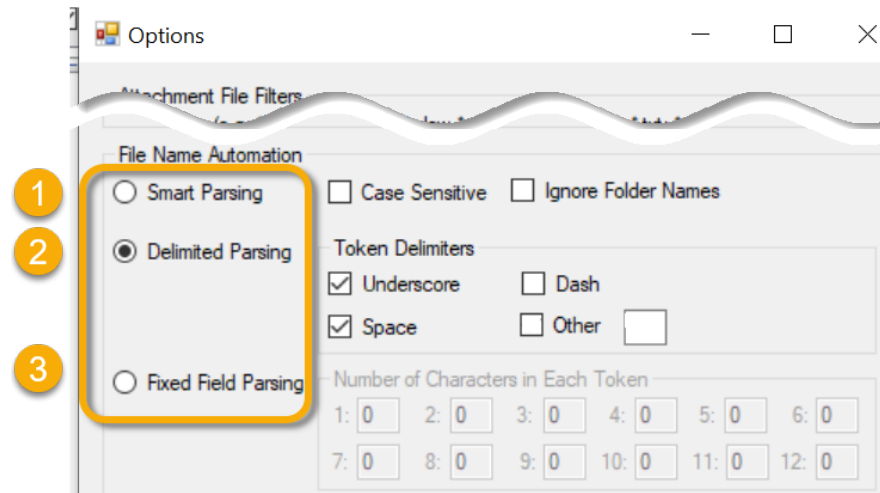 Options
Attachment File Filters
File Name Automation
1 Smart Parsing Case Sensitive Ignore Folder Names
2 Delimited Parsing Token Delimiters
Underscore Dash
Space Other
3 Fixed Field Parsing Number of Characters in Each Token
1: 0 2: 0 3: 0 4: 0 5: 0 6: 0
7: 0 8: 0 9: 0 10: 0 11: 0 12: 0